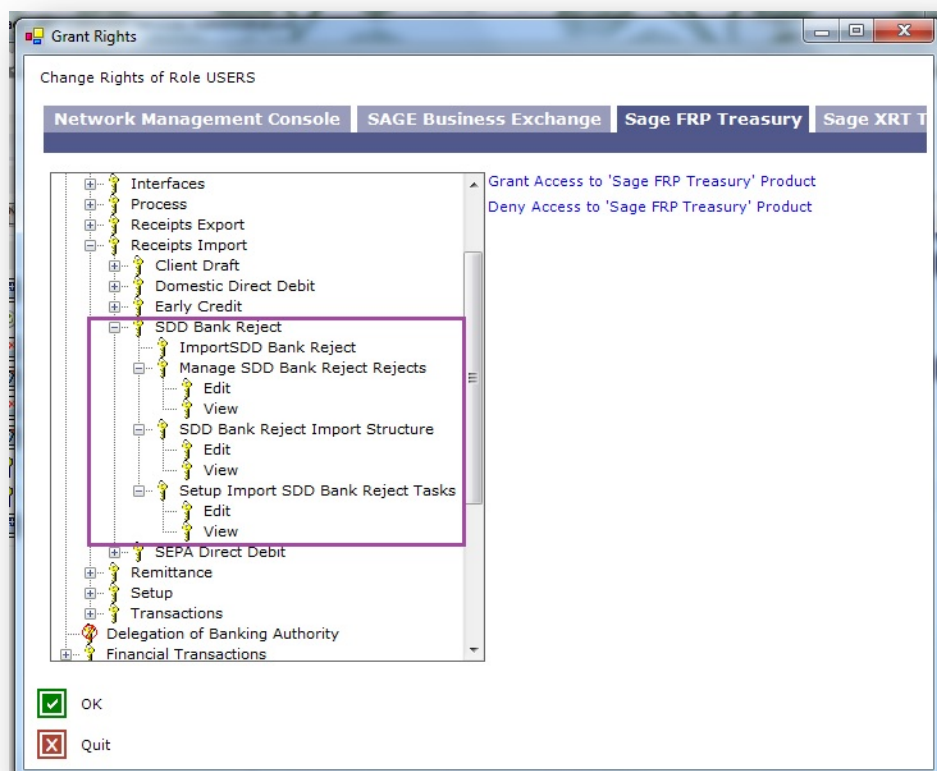 Grant Rights
Change Rights of Role USERS
Network Management Console SAGE Business Exchange Sage FRP Treasury Sage XRT T
Interfaces
Process
Receipts Export
Receipts Import
Client Draft
Domestic Direct Debit
Early Credit
SDD Bank Reject
ImportSDD Bank Reject
Manage SDD Bank Reject Rejects
Edit
View
SDD Bank Reject Import Structure
Edit
View
Setup Import SDD Bank Reject Tasks
Edit
View
SEPA Direct Debit
Remittance
Setup
Transactions
Delegation of Banking Authority
Financial Transactions
Grant Access to 'Sage FRP Treasury' Product
Deny Access to 'Sage FRP Treasury' Product
OK
Quit